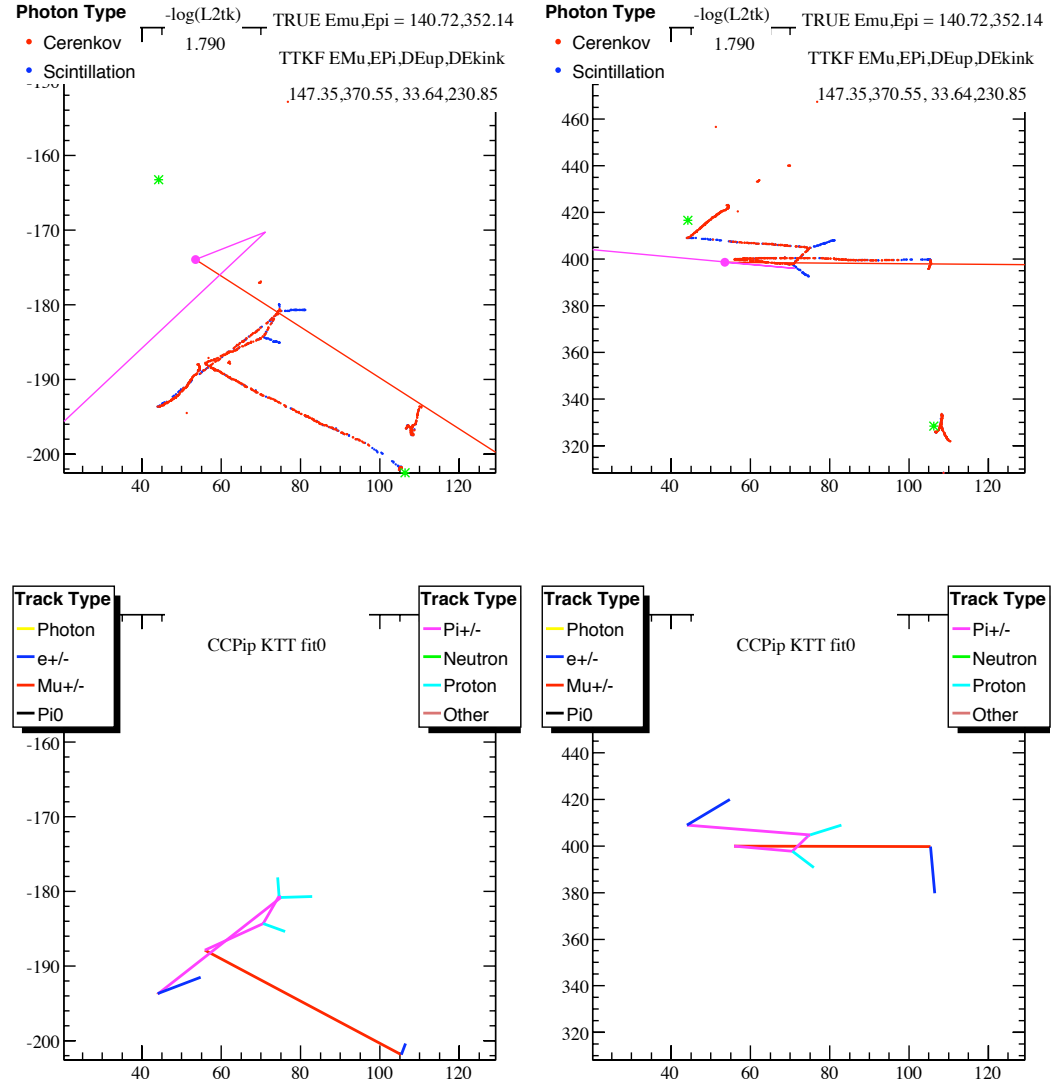 Photon Type
Cerenkov
Scintillation
-log(L2tk)
1.790
TRUE Emu,Epi = 140.72,352.14
TTKF EMu,EPi,DEup,DEkink
147.35,370.55, 33.64,230.85
-160
-170
-180
-190
-200
40 60 80 100 120
Photon Type
Cerenkov
Scintillation
-log(L2tk)
1.790
TRUE Emu,Epi = 140.72,352.14
TTKF EMu,EPi,DEup,DEkink
147.35,370.55, 33.64,230.85
460
440
420
400
380
360
340
320
40 60 80 100 120
Track Type
Photon
e+/-
Mu+/-
Pi0
CCPip KTT fit0
Track Type
Pi+/-
Neutron
Proton
Other
-160
-170
-180
-190
-200
40 60 80 100 120
Track Type
Photon
e+/-
Mu+/-
Pi0
CCPip KTT fit0
Track Type
Pi+/-
Neutron
Proton
Other
440
420
400
380
360
340
320
40 60 80 100 120